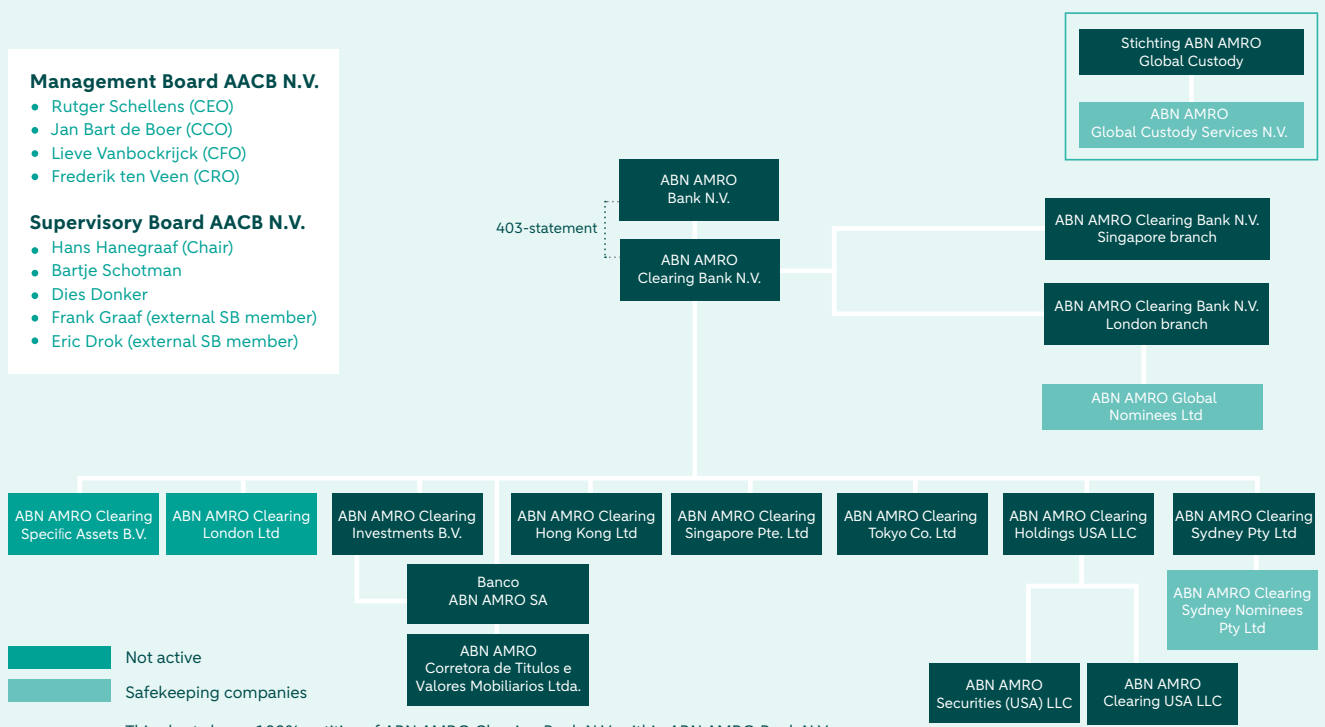 Management Board AACB N.V.
• Rutger Schellens (CEO)
• Jan Bart de Boer (CCO)
• Lieve Vanbockrijck (CFO)
• Frederik ten Veen (CRO)
Supervisory Board AACB N.V.
• Hans Hanegraaf (Chair)
• Bartje Schotman
• Dies Donker
• Frank Graaf (external SB member)
• Eric Drok (external SB member)
Stichting ABN AMRO
Global Custody
ABN AMRO
Global Custody Services N.V.
ABN AMRO
Bank N.V.
403-statement
ABN AMRO
Clearing Bank N.V.
ABN AMRO Clearing Bank N.V.
Singapore branch
ABN AMRO Clearing Bank N.V.
London branch
ABN AMRO Global
Nominees Ltd
ABN AMRO Clearing
Specific Assets B.V.
ABN AMRO Clearing
London Ltd
ABN AMRO Clearing
Investments B.V.
ABN AMRO Clearing
Hong Kong Ltd
ABN AMRO Clearing
Singapore Pte. Ltd
ABN AMRO Clearing
Tokyo Co. Ltd
ABN AMRO Clearing
Holdings USA LLC
ABN AMRO Clearing
Sydney Pty Ltd
Banco
ABN AMRO SA
ABN AMRO
Corretora de Titulos e
Valores Mobiliarios Ltda.
ABN AMRO Clearing
Sydney Nominees
Pty Ltd
ABN AMRO
Securities (USA) LLC
ABN AMRO
Clearing USA LLC
Not active
Safekeeping companies